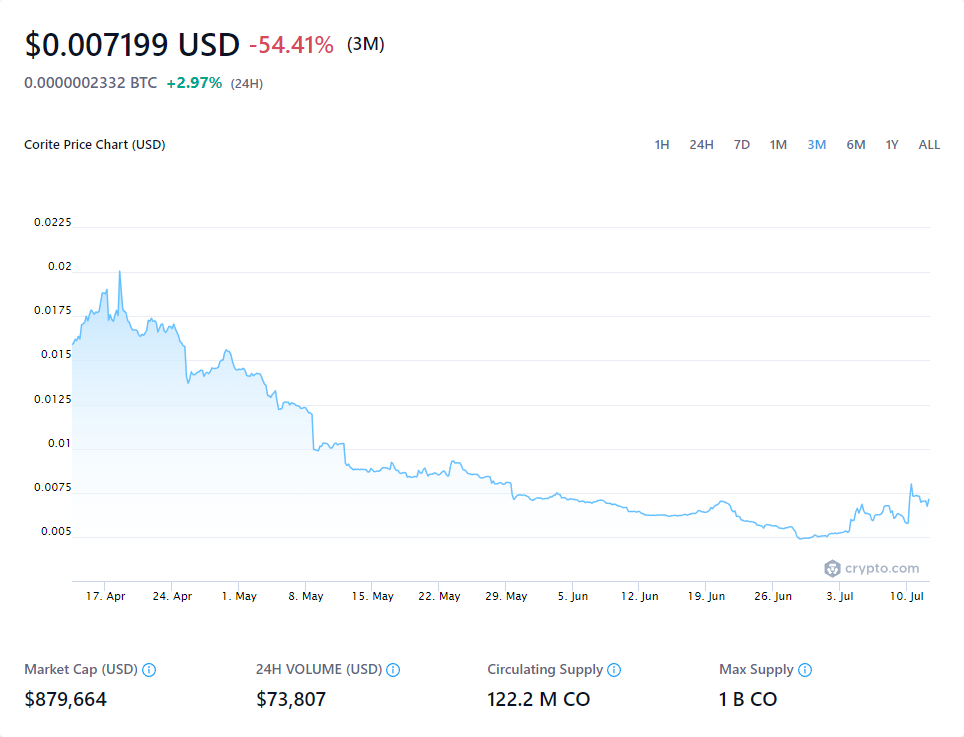 $0.007199 USD -54.41% (3M)
0.0000002332 BTC +2.97% (24H)
Corite Price Chart (USD) 1H 24H 7D 1M 3M 6M 1Y ALL
0.0225
0.02
0.0175
0.015
0.0125
0.01
0.0075
0.005
crypto.com
17. Apr 24. Apr 1. May 8. May 15. May 22. May 29. May 5. Jun 12. Jun 19. Jun 26. Jun 3. Jul 10. Jul
Market Cap (USD) 24H VOLUME (USD) Circulating Supply Max Supply
$879,664 $73,807 122.2 M CO 1 B CO